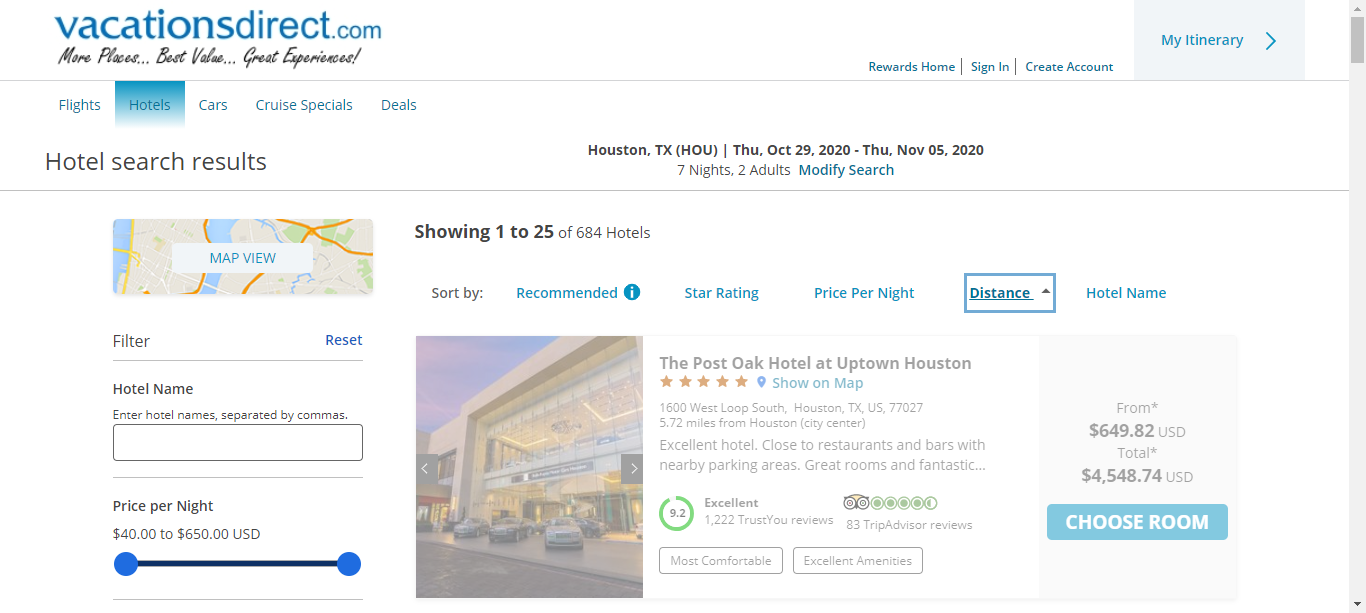 vacationsdirect.com
More Places... Best Value... Great Experiences!
Rewards Home
Sign In
Create Account
My Itinerary
Flights
Hotels
Cars
Cruise Specials
Deals
Hotel search results
Houston, TX (HOU) | Thu, Oct 29, 2020 - Thu, Nov 05, 2020
7 Nights, 2 Adults Modify Search
MAP VIEW
Filter
Reset
Hotel Name
Enter hotel names, separated by commas.
Price per Night
$40.00 to $650.00 USD
Showing 1 to 25 of 684 Hotels
Sort by:
Recommended
Star Rating
Price Per Night
Distance
Hotel Name
The Post Oak Hotel at Uptown Houston
Show on Map
1600 West Loop South, Houston, TX, US, 77027
5.72 miles from Houston (city center)
Excellent hotel. Close to restaurants and bars with
nearby parking areas. Great rooms and fantastic...
9.2
Excellent
1,222 TrustYou reviews
83 TripAdvisor reviews
Most Comfortable
Excellent Amenities
From*
$649.82 USD
Total*
$4,548.74 USD
CHOOSE ROOM